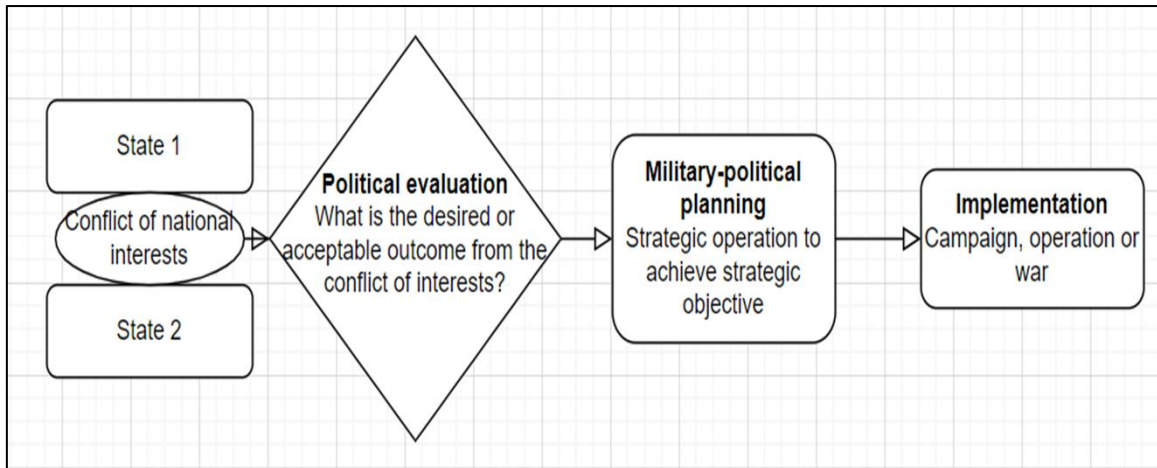 State 1
Conflict of national
interests
State 2
Political evaluation
What is the desired or
acceptable outcome from the
conflict of interests?
Military-political
planning
Strategic operation to
achieve strategic
objective
Implementation
Campaign, operation or
war